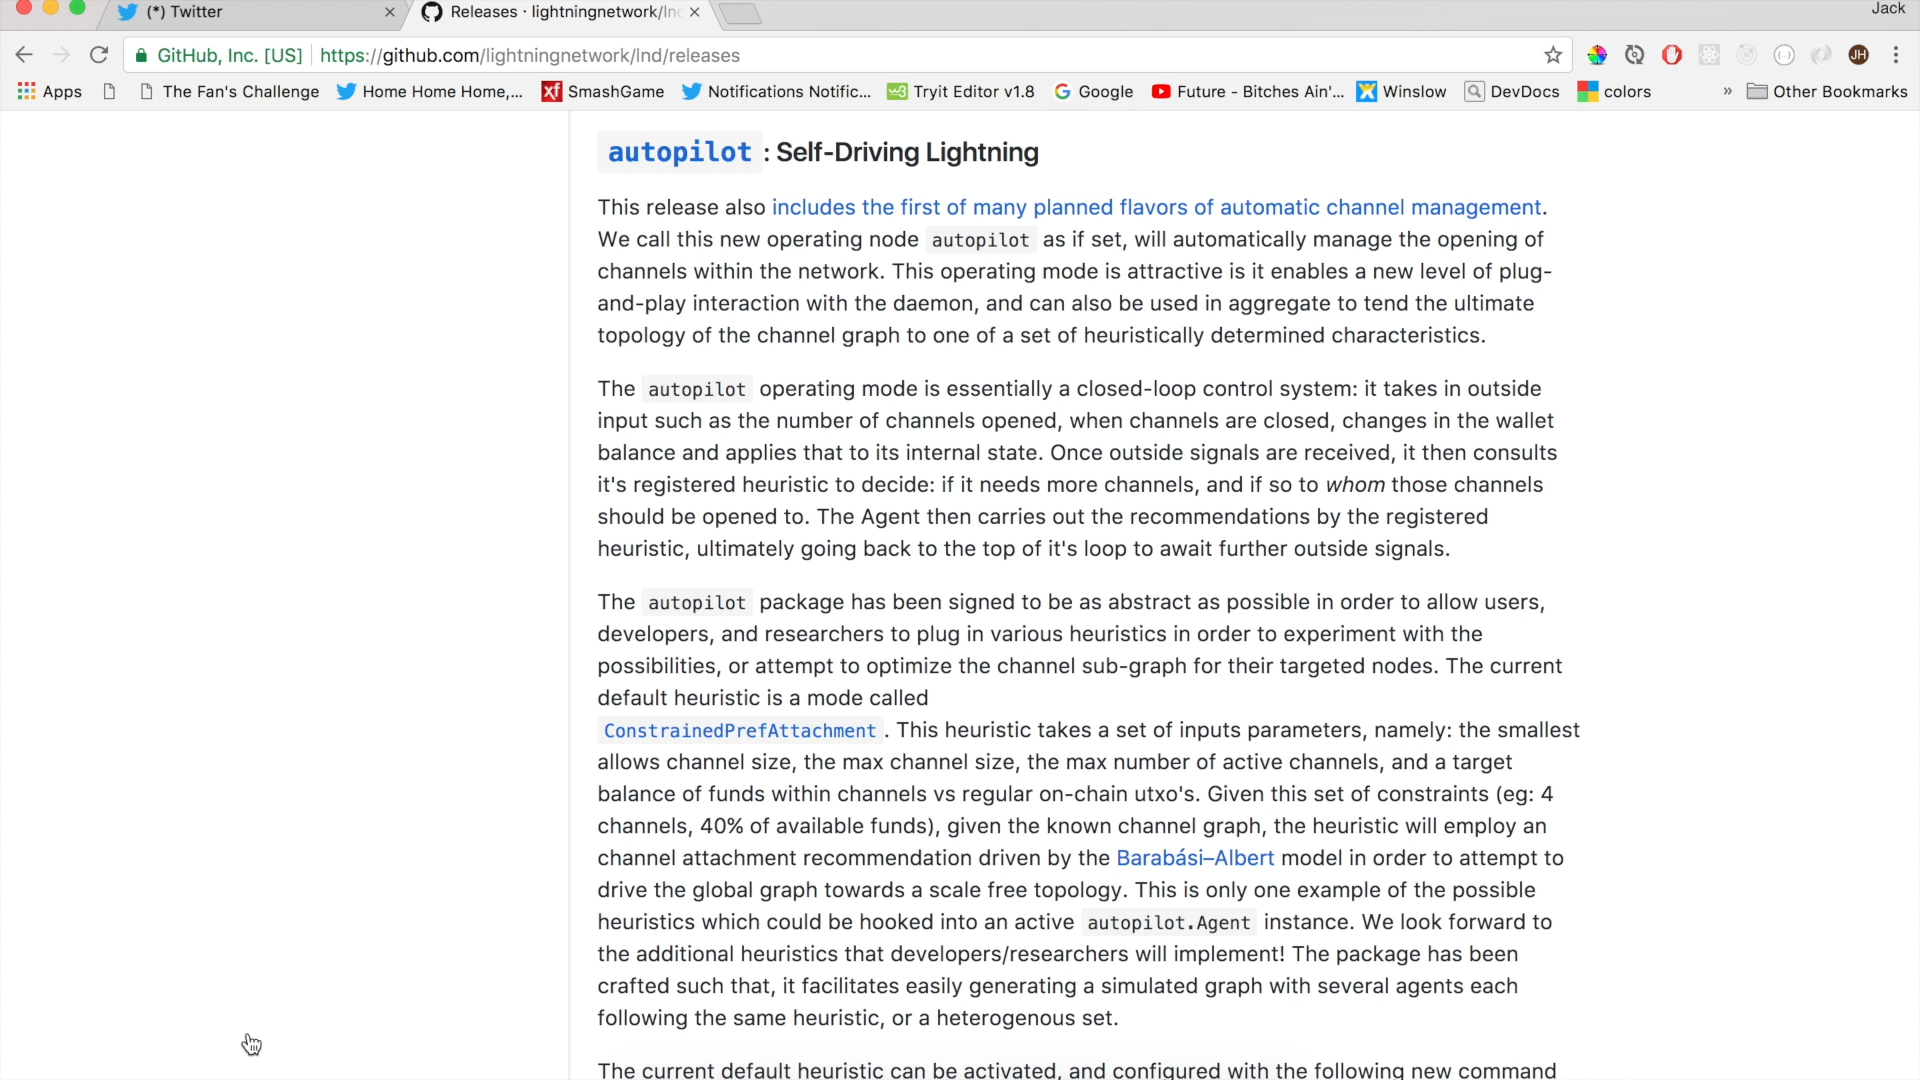 Jack
(*) Twitter
Releases · lightningnetwork/ln
GitHub, Inc. [US] https://github.com/lightningnetwork/lnd/releases
JH
Apps The Fan's Challenge Home Home Home,... xf SmashGame Notifications Notific... w3 Tryit Editor v1.8 Google Future - Bitches Ain'... Winslow DevDocs colors » Other Bookmarks
autopilot : Self-Driving Lightning
This release also includes the first of many planned flavors of automatic channel management.
We call this new operating node autopilot as if set, will automatically manage the opening of
channels within the network. This operating mode is attractive is it enables a new level of plug-
and-play interaction with the daemon, and can also be used in aggregate to tend the ultimate
topology of the channel graph to one of a set of heuristically determined characteristics.
The autopilot operating mode is essentially a closed-loop control system: it takes in outside
input such as the number of channels opened, when channels are closed, changes in the wallet
balance and applies that to its internal state. Once outside signals are received, it then consults
it's registered heuristic to decide: if it needs more channels, and if so to whom those channels
should be opened to. The Agent then carries out the recommendations by the registered
heuristic, ultimately going back to the top of it's loop to await further outside signals.
The autopilot package has been signed to be as abstract as possible in order to allow users,
developers, and researchers to plug in various heuristics in order to experiment with the
possibilities, or attempt to optimize the channel sub-graph for their targeted nodes. The current
default heuristic is a mode called
ConstrainedPrefAttachment . This heuristic takes a set of inputs parameters, namely: the smallest
allows channel size, the max channel size, the max number of active channels, and a target
balance of funds within channels vs regular on-chain utxo's. Given this set of constraints (eg: 4
channels, 40% of available funds), given the known channel graph, the heuristic will employ an
channel attachment recommendation driven by the Barabási–Albert model in order to attempt to
drive the global graph towards a scale free topology. This is only one example of the possible
heuristics which could be hooked into an active autopilot.Agent instance. We look forward to
the additional heuristics that developers/researchers will implement! The package has been
crafted such that, it facilitates easily generating a simulated graph with several agents each
following the same heuristic, or a heterogenous set.
The current default heuristic can be activated, and configured with the following new command